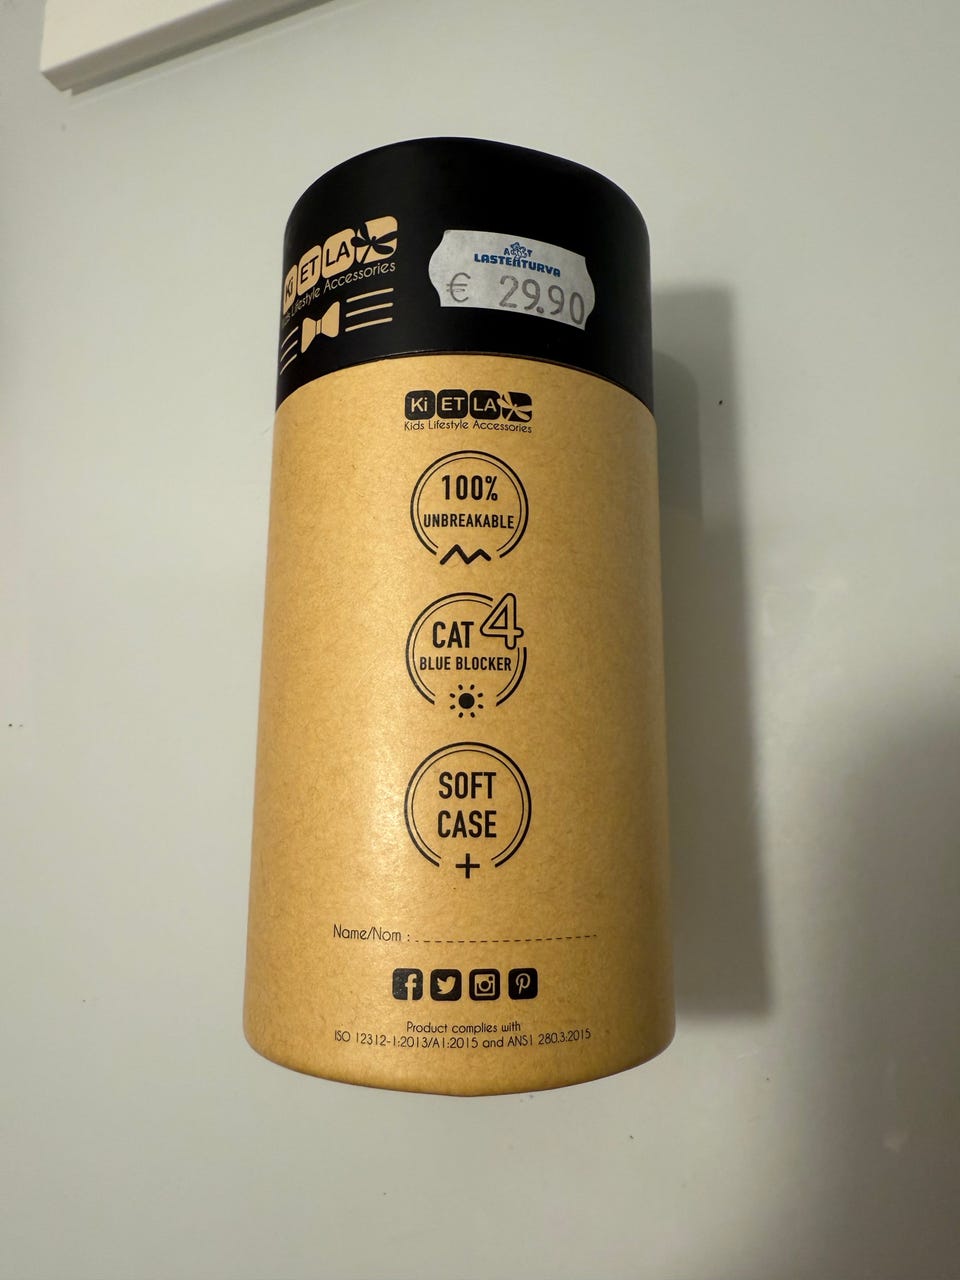 Ki ET LA
Kids Lifestyle Accessories
LASTENTURVA
€ 29.90
Ki ET LA
Kids Lifestyle Accessories
100%
UNBREAKABLE
CAT 4
BLUE BLOCKER
SOFT
CASE
+
Name/Nom :
Product complies with
ISO 12312-1:2013/A1:2015 and ANSI 280.3:2015